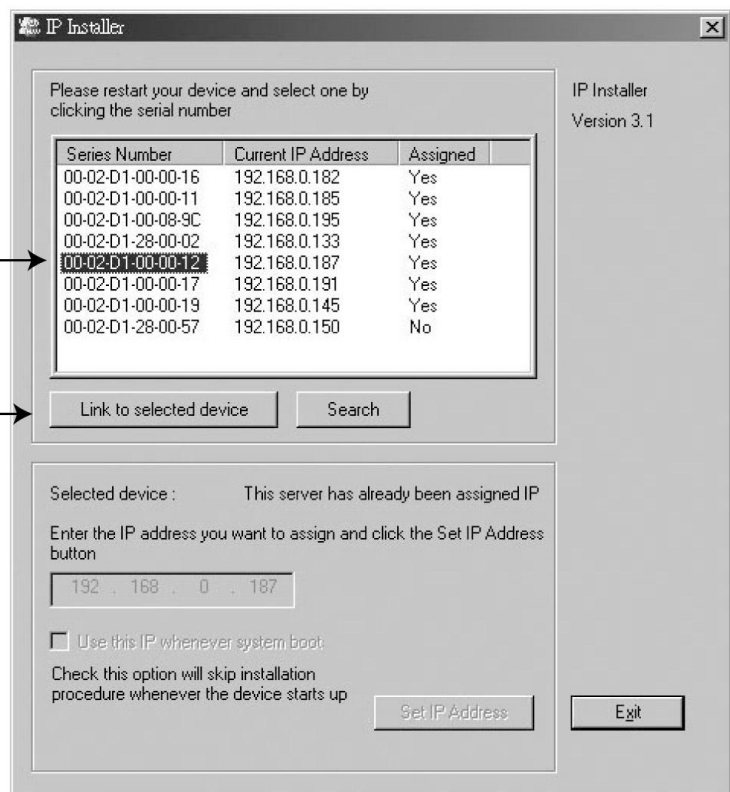 IP Installer
Please restart your device and select one by
clicking the serial number
IP Installer
Version 3.1
Series Number Current IP Address Assigned
00-02-D1-00-00-16 192.168.0.182 Yes
00-02-D1-00-00-11 192.168.0.185 Yes
00-02-D1-00-08-9C 192.168.0.195 Yes
00-02-D1-28-00-02 192.168.0.133 Yes
00-02-D1-00-00-12 192.168.0.187 Yes
00-02-D1-00-00-17 192.168.0.191 Yes
00-02-D1-00-00-19 192.168.0.145 Yes
00-02-D1-28-00-57 192.168.0.150 No
Link to selected device Search
Selected device : This server has already been assigned IP
Enter the IP address you want to assign and click the Set IP Address
button
192 . 168 . 0 . 187
Use this IP whenever system boot.
Check this option will skip installation
procedure whenever the device starts up
Set IP Address
Exit